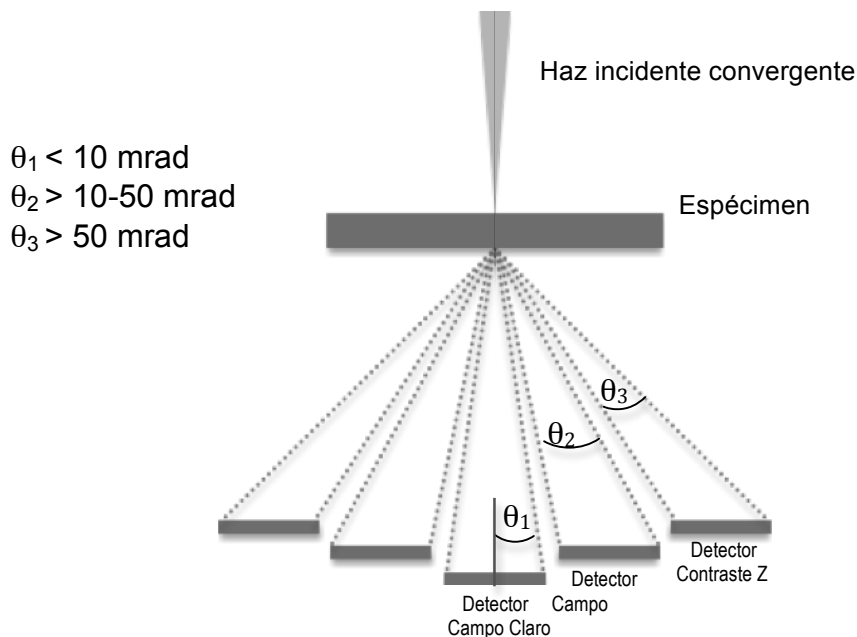 Haz incidente convergente
θ₁ < 10 mrad
θ₂ > 10-50 mrad
θ₃ > 50 mrad
Espécimen
θ₃
θ₂
θ₁
Detector
Contraste Z
Detector
Campo
Detector
Campo Claro